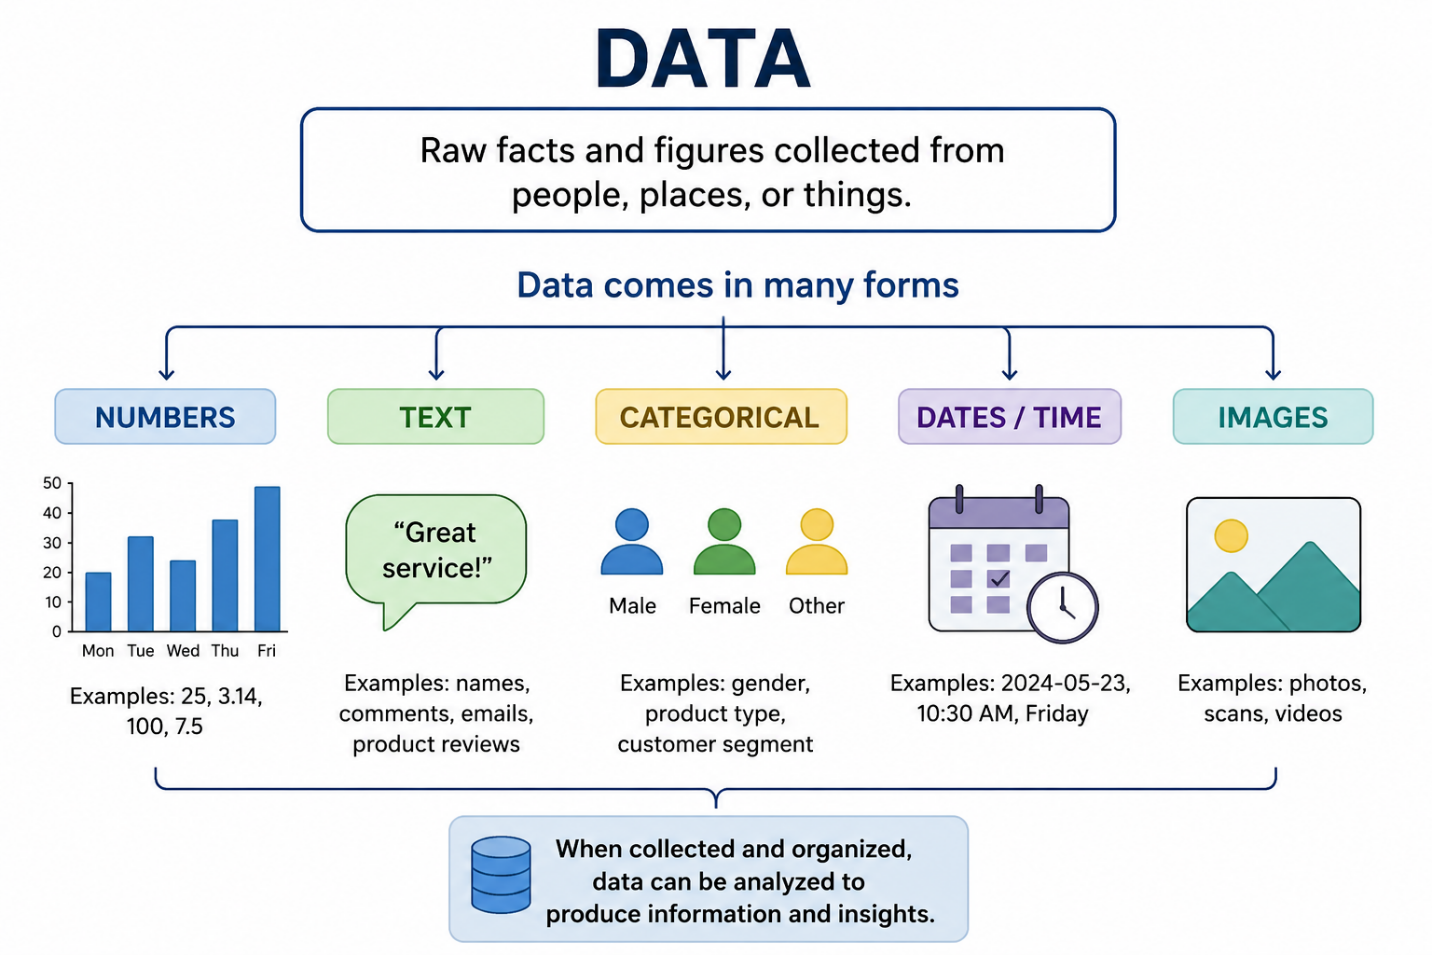 DATA
Raw facts and figures collected from
people, places, or things.
Data comes in many forms
NUMBERS
TEXT
CATEGORICAL
DATES / TIME
IMAGES
50
40
30
20
10
0
Mon Tue Wed Thu Fri
“Great
service!”
Male Female Other
Examples: 25, 3.14,
100, 7.5
Examples: names,
comments, emails,
product reviews
Examples: gender,
product type,
customer segment
Examples: 2024-05-23,
10:30 AM, Friday
Examples: photos,
scans, videos
When collected and organized,
data can be analyzed to
produce information and insights.